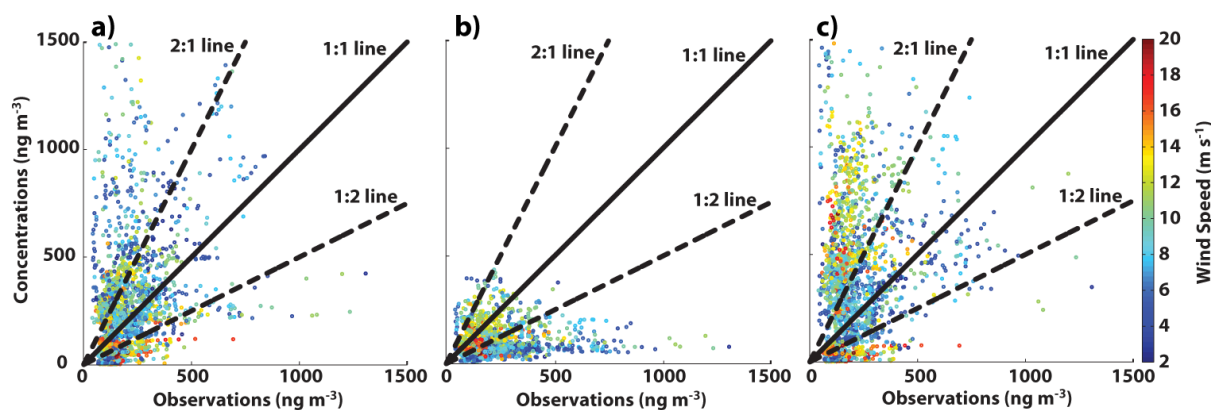 a)
b)
c)
2:1 line
1:1 line
1:2 line
2:1 line
1:1 line
1:2 line
2:1 line
1:1 line
1:2 line
Concentrations (ng m⁻³)
1500
1000
500
0
0 500 1000 1500
0 500 1000 1500
0 500 1000 1500
Observations (ng m⁻³)
Observations (ng m⁻³)
Observations (ng m⁻³)
20
18
16
14
12
10
8
6
4
2
Wind Speed (m s⁻¹)